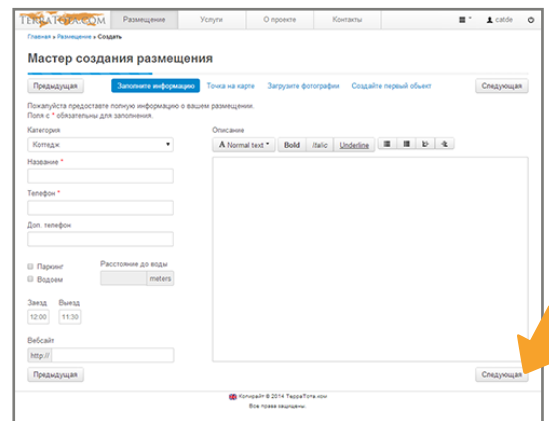 TERRATOTA.COM Размещение Услуги О проекте Контакты catde
Главная » Размещение » Создать
Мастер создания размещения
Предыдущая Заполните информацию Точка на карте Загрузите фотографии Создайте первый объект Следующая
Пожалуйста предоставте полную информацию о вашем размещении.
Поля с * обязательны для заполнения.
Категория Описание
Котедж A Normal text Bold Italic Underline
Название *
Телефон *
Доп. телефон
Паркинг Расстояние до воды
Водоем meters
Заезд Выезд
12:00 11:30
Вебсайт
http://
Предыдущая Следующая
Копирайт © 2014 ТерраТота.ком
Все права защищены.